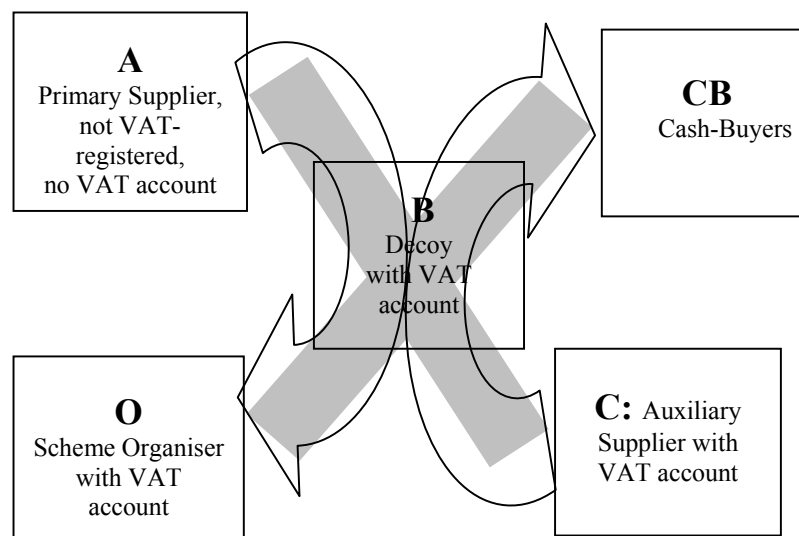 A
Primary Supplier,
not VAT-
registered,
no VAT account
CB
Cash-Buyers
B
Decoy
with VAT
account
O
Scheme Organiser
with VAT
account
C: Auxiliary
Supplier with
VAT account